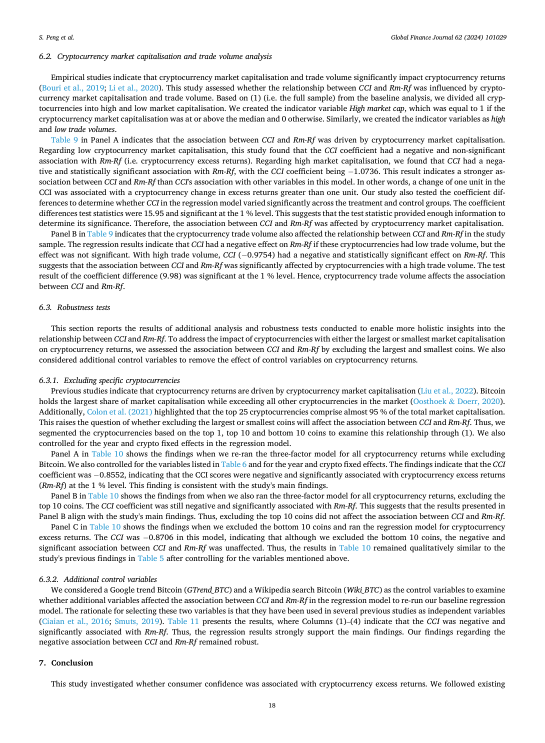 S. Peng et al.
Global Finance Journal 62 (2024) 101029
6.2. Cryptocurrency market capitalisation and trade volume analysis
Empirical studies indicate that cryptocurrency market capitalisation and trade volume significantly impact cryptocurrency returns
(Bouri et al., 2019; Li et al., 2020). This study assessed whether the relationship between CCI and Rm-Rf was influenced by crypto-
currency market capitalisation and trade volume. Based on (1) (i.e. the full sample) from the baseline analysis, we divided all cryp-
tocurrencies into high and low market capitalisation. We created the indicator variable High market cap, which was equal to 1 if the
cryptocurrency market capitalisation was at or above the median and 0 otherwise. Similarly, we created the indicator variables as high
and low trade volumes.
Table 9 in Panel A indicates that the association between CCI and Rm-Rf was driven by cryptocurrency market capitalisation.
Regarding low cryptocurrency market capitalisation, this study found that the CCI coefficient had a negative and non-significant
association with Rm-Rf (i.e. cryptocurrency excess returns). Regarding high market capitalisation, we found that CCI had a nega-
tive and statistically significant association with Rm-Rf, with the CCI coefficient being −1.0736. This result indicates a stronger as-
sociation between CCI and Rm-Rf than CCI's association with other variables in this model. In other words, a change of one unit in the
CCI was associated with a cryptocurrency change in excess returns greater than one unit. Our study also tested the coefficient dif-
ferences to determine whether CCI in the regression model varied significantly across the treatment and control groups. The coefficient
differences test statistics were 15.95 and significant at the 1 % level. This suggests that the test statistic provided enough information to
determine its significance. Therefore, the association between CCI and Rm-Rf was affected by cryptocurrency market capitalisation.
Panel B in Table 9 indicates that the cryptocurrency trade volume also affected the relationship between CCI and Rm-Rf in the study
sample. The regression results indicate that CCI had a negative effect on Rm-Rf if these cryptocurrencies had low trade volume, but the
effect was not significant. With high trade volume, CCI (−0.9754) had a negative and statistically significant effect on Rm-Rf. This
suggests that the association between CCI and Rm-Rf was significantly affected by cryptocurrencies with a high trade volume. The test
result of the coefficient difference (9.98) was significant at the 1 % level. Hence, cryptocurrency trade volume affects the association
between CCI and Rm-Rf.
6.3. Robustness tests
This section reports the results of additional analysis and robustness tests conducted to enable more holistic insights into the
relationship between CCI and Rm-Rf. To address the impact of cryptocurrencies with either the largest or smallest market capitalisation
on cryptocurrency returns, we assessed the association between CCI and Rm-Rf by excluding the largest and smallest coins. We also
considered additional control variables to remove the effect of control variables on cryptocurrency returns.
6.3.1. Excluding specific cryptocurrencies
Previous studies indicate that cryptocurrency returns are driven by cryptocurrency market capitalisation (Liu et al., 2022). Bitcoin
holds the largest share of market capitalisation while exceeding all other cryptocurrencies in the market (Oosthoek & Doerr, 2020).
Additionally, Colon et al. (2021) highlighted that the top 25 cryptocurrencies comprise almost 95 % of the total market capitalisation.
This raises the question of whether excluding the largest or smallest coins will affect the association between CCI and Rm-Rf. Thus, we
segmented the cryptocurrencies based on the top 1, top 10 and bottom 10 coins to examine this relationship through (1). We also
controlled for the year and crypto fixed effects in the regression model.
Panel A in Table 10 shows the findings when we re-ran the three-factor model for all cryptocurrency returns while excluding
Bitcoin. We also controlled for the variables listed in Table 6 and for the year and crypto fixed effects. The findings indicate that the CCI
coefficient was −0.8552, indicating that the CCI scores were negative and significantly associated with cryptocurrency excess returns
(Rm-Rf) at the 1 % level. This finding is consistent with the study's main findings.
Panel B in Table 10 shows the findings from when we also ran the three-factor model for all cryptocurrency returns, excluding the
top 10 coins. The CCI coefficient was still negative and significantly associated with Rm-Rf. This suggests that the results presented in
Panel B align with the study's main findings. Thus, excluding the top 10 coins did not affect the association between CCI and Rm-Rf.
Panel C in Table 10 shows the findings when we excluded the bottom 10 coins and ran the regression model for cryptocurrency
excess returns. The CCI was −0.8706 in this model, indicating that although we excluded the bottom 10 coins, the negative and
significant association between CCI and Rm-Rf was unaffected. Thus, the results in Table 10 remained qualitatively similar to the
study's previous findings in Table 5 after controlling for the variables mentioned above.
6.3.2. Additional control variables
We considered a Google trend Bitcoin (GTrend_BTC) and a Wikipedia search Bitcoin (Wiki_BTC) as the control variables to examine
whether additional variables affected the association between CCI and Rm-Rf in the regression model to re-run our baseline regression
model. The rationale for selecting these two variables is that they have been used in several previous studies as independent variables
(Ciaian et al., 2016; Smuts, 2019). Table 11 presents the results, where Columns (1)–(4) indicate that the CCI was negative and
significantly associated with Rm-Rf. Thus, the regression results strongly support the main findings. Our findings regarding the
negative association between CCI and Rm-Rf remained robust.
7. Conclusion
This study investigated whether consumer confidence was associated with cryptocurrency excess returns. We followed existing
18